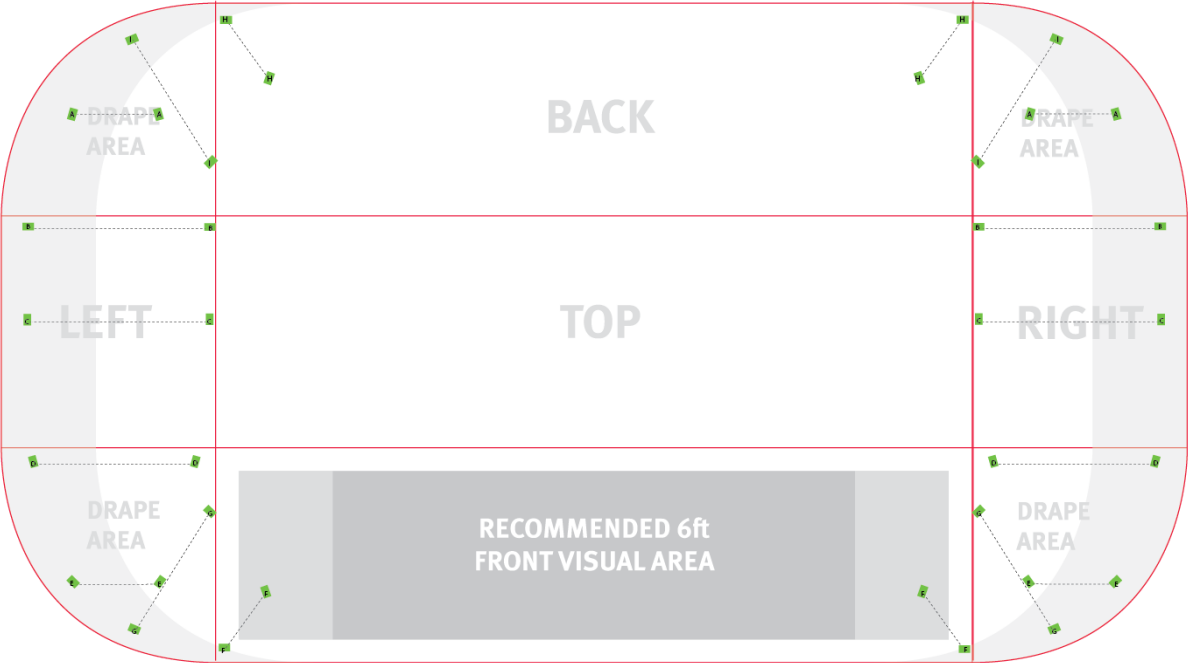 H H
I I
H H
BACK
A A A A
DRAPE
AREA
DRAPE
AREA
I I
B B B B
C C C C
LEFT
TOP
RIGHT
D D D D
G G
DRAPE
AREA
RECOMMENDED 6ft
FRONT VISUAL AREA
DRAPE
AREA
E E E E
F F
G G
F F